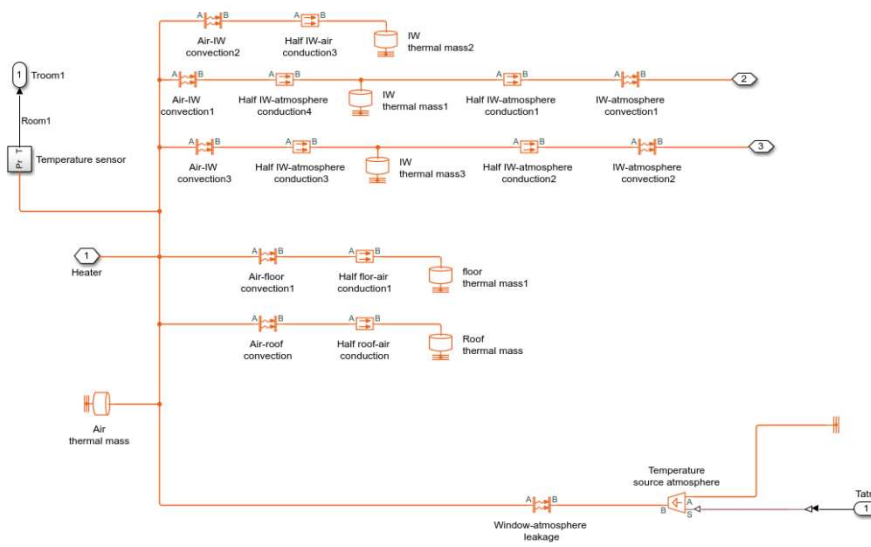 A B A B
IW
thermal mass2
Air-IW
convection2
Half IW-air
conduction3
1
Troom1
A B A B A B A B
2
Air-IW
convection1
Half IW-atmosphere
conduction4
IW
thermal mass1
Half IW-atmosphere
conduction1
IW-atmosphere
convection1
Room1
A B A B A B A B
3
Pr T
Temperature sensor
Air-IW
convection3
Half IW-atmosphere
conduction3
IW
thermal mass3
Half IW-atmosphere
conduction2
IW-atmosphere
convection2
1
Heater
A B A B
Air-floor
convection1
Half flor-air
conduction1
floor
thermal mass1
A B A B
Air-roof
convection
Half roof-air
conduction
Roof
thermal mass
Air
thermal mass
Temperature
source atmosphere
A B
Window-atmosphere
leakage
B A
S
Tatm
1